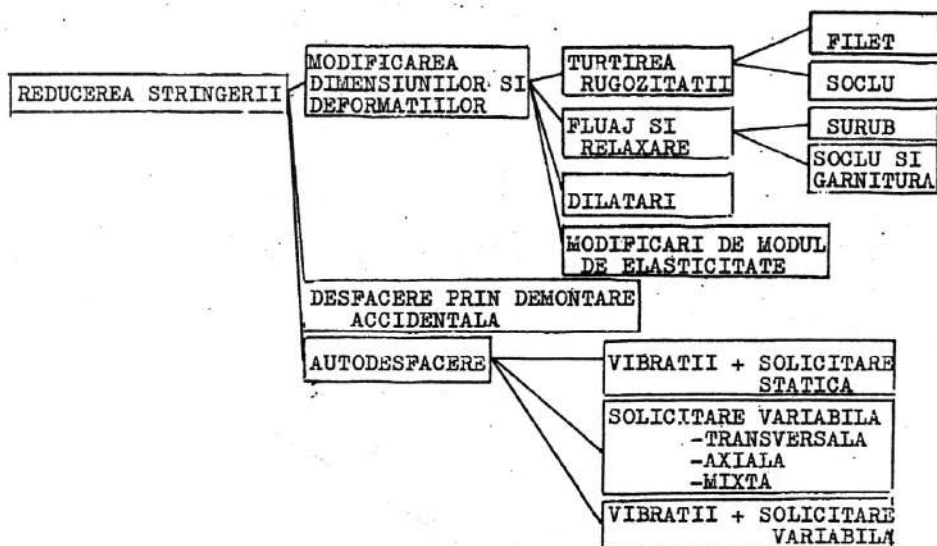 REDUCEREA STRINGERII
MODIFICAREA
DIMENSIUNILOR SI
DEFORMATIILOR
TURTIREA
RUGOZITATII
FILET
SOCLU
FLUAJ SI
RELAXARE
SURUB
SOCLU SI
GARNITURA
DILATARI
MODIFICARI DE MODUL
DE ELASTICITATE
DESFACERE PRIN DEMONTARE
ACCIDENTALA
AUTODESFACERE
VIBRATII + SOLICITARE
STATICA
SOLICITARE VARIABILA
-TRANSVERSALA
-AXIALA
-MIXTA
VIBRATII + SOLICITARE
VARIABILA